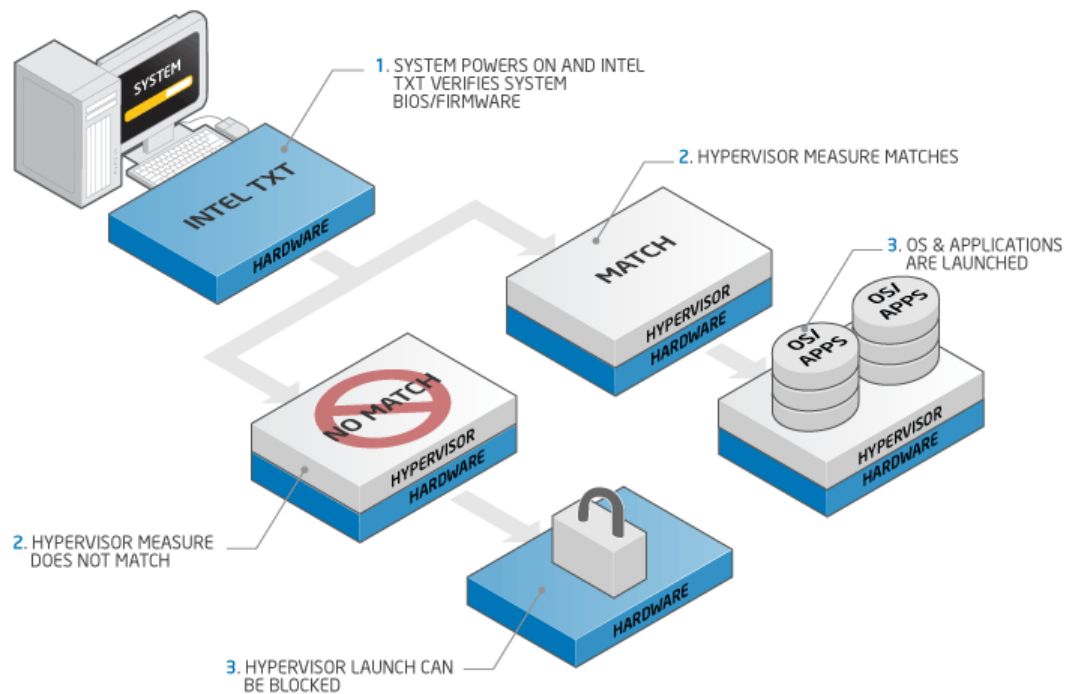 SYSTEM
1. SYSTEM POWERS ON AND INTEL
TXT VERIFIES SYSTEM
BIOS/FIRMWARE
INTEL TXT
HARDWARE
2. HYPERVISOR MEASURE MATCHES
MATCH
HYPERVISOR
HARDWARE
3. OS & APPLICATIONS
ARE LAUNCHED
OS/
APPS
OS/
APPS
HYPERVISOR
HARDWARE
NO MATCH
HYPERVISOR
HARDWARE
2. HYPERVISOR MEASURE
DOES NOT MATCH
HARDWARE
3. HYPERVISOR LAUNCH CAN
BE BLOCKED